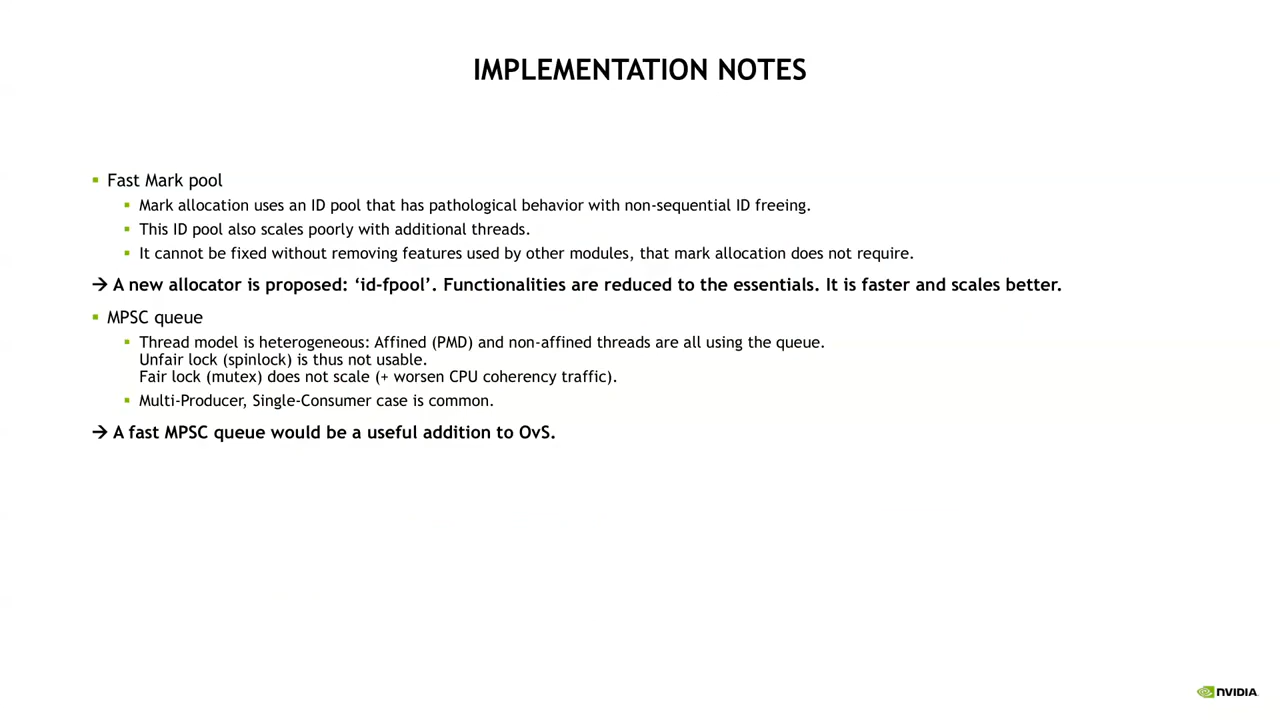 IMPLEMENTATION NOTES
▪ Fast Mark pool
▪ Mark allocation uses an ID pool that has pathological behavior with non-sequential ID freeing.
▪ This ID pool also scales poorly with additional threads.
▪ It cannot be fixed without removing features used by other modules, that mark allocation does not require.
→ A new allocator is proposed: ‘id-fpool’. Functionalities are reduced to the essentials. It is faster and scales better.
▪ MPSC queue
▪ Thread model is heterogeneous: Affined (PMD) and non-affined threads are all using the queue.
Unfair lock (spinlock) is thus not usable.
Fair lock (mutex) does not scale (+ worsen CPU coherency traffic).
▪ Multi-Producer, Single-Consumer case is common.
→ A fast MPSC queue would be a useful addition to OvS.
NVIDIA.